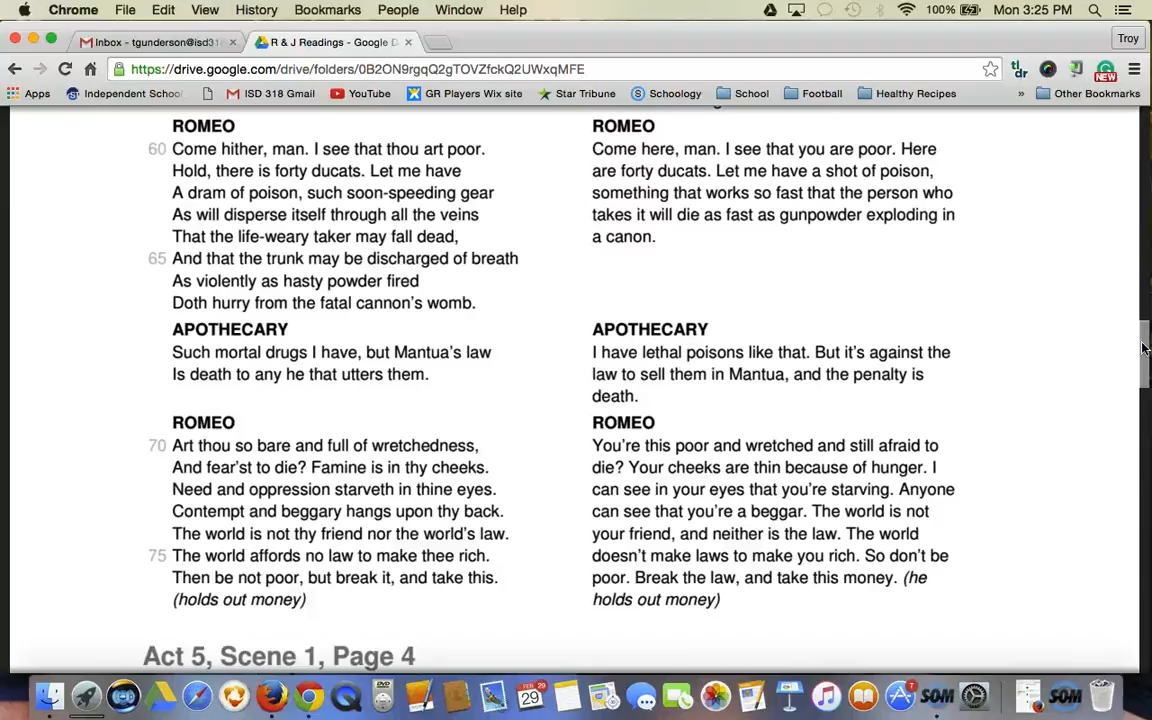 Chrome File Edit View History Bookmarks People Window Help 100% Mon 3:25 PM
Inbox - tgunderson@isd31 R & J Readings - Google D Troy
https://drive.google.com/drive/folders/0B2ON9rgqQ2gTOVZfckQ2UWxqMFE tl;dr NEW
Apps Independent Schoo ISD 318 Gmail YouTube GR Players Wix site Star Tribune Schoology School Football Healthy Recipes » Other Bookmarks
ROMEO
60 Come hither, man. I see that thou art poor.
Hold, there is forty ducats. Let me have
A dram of poison, such soon-speeding gear
As will disperse itself through all the veins
That the life-weary taker may fall dead,
65 And that the trunk may be discharged of breath
As violently as hasty powder fired
Doth hurry from the fatal cannon's womb.
ROMEO
Come here, man. I see that you are poor. Here
are forty ducats. Let me have a shot of poison,
something that works so fast that the person who
takes it will die as fast as gunpowder exploding in
a canon.
APOTHECARY
Such mortal drugs I have, but Mantua's law
Is death to any he that utters them.
APOTHECARY
I have lethal poisons like that. But it's against the
law to sell them in Mantua, and the penalty is
death.
ROMEO
70 Art thou so bare and full of wretchedness,
And fear'st to die? Famine is in thy cheeks.
Need and oppression starveth in thine eyes.
Contempt and beggary hangs upon thy back.
The world is not thy friend nor the world's law.
75 The world affords no law to make thee rich.
Then be not poor, but break it, and take this.
(holds out money)
ROMEO
You're this poor and wretched and still afraid to
die? Your cheeks are thin because of hunger. I
can see in your eyes that you're starving. Anyone
can see that you're a beggar. The world is not
your friend, and neither is the law. The world
doesn't make laws to make you rich. So don't be
poor. Break the law, and take this money. (he
holds out money)
Act 5, Scene 1, Page 4
29 7 SOM SOM